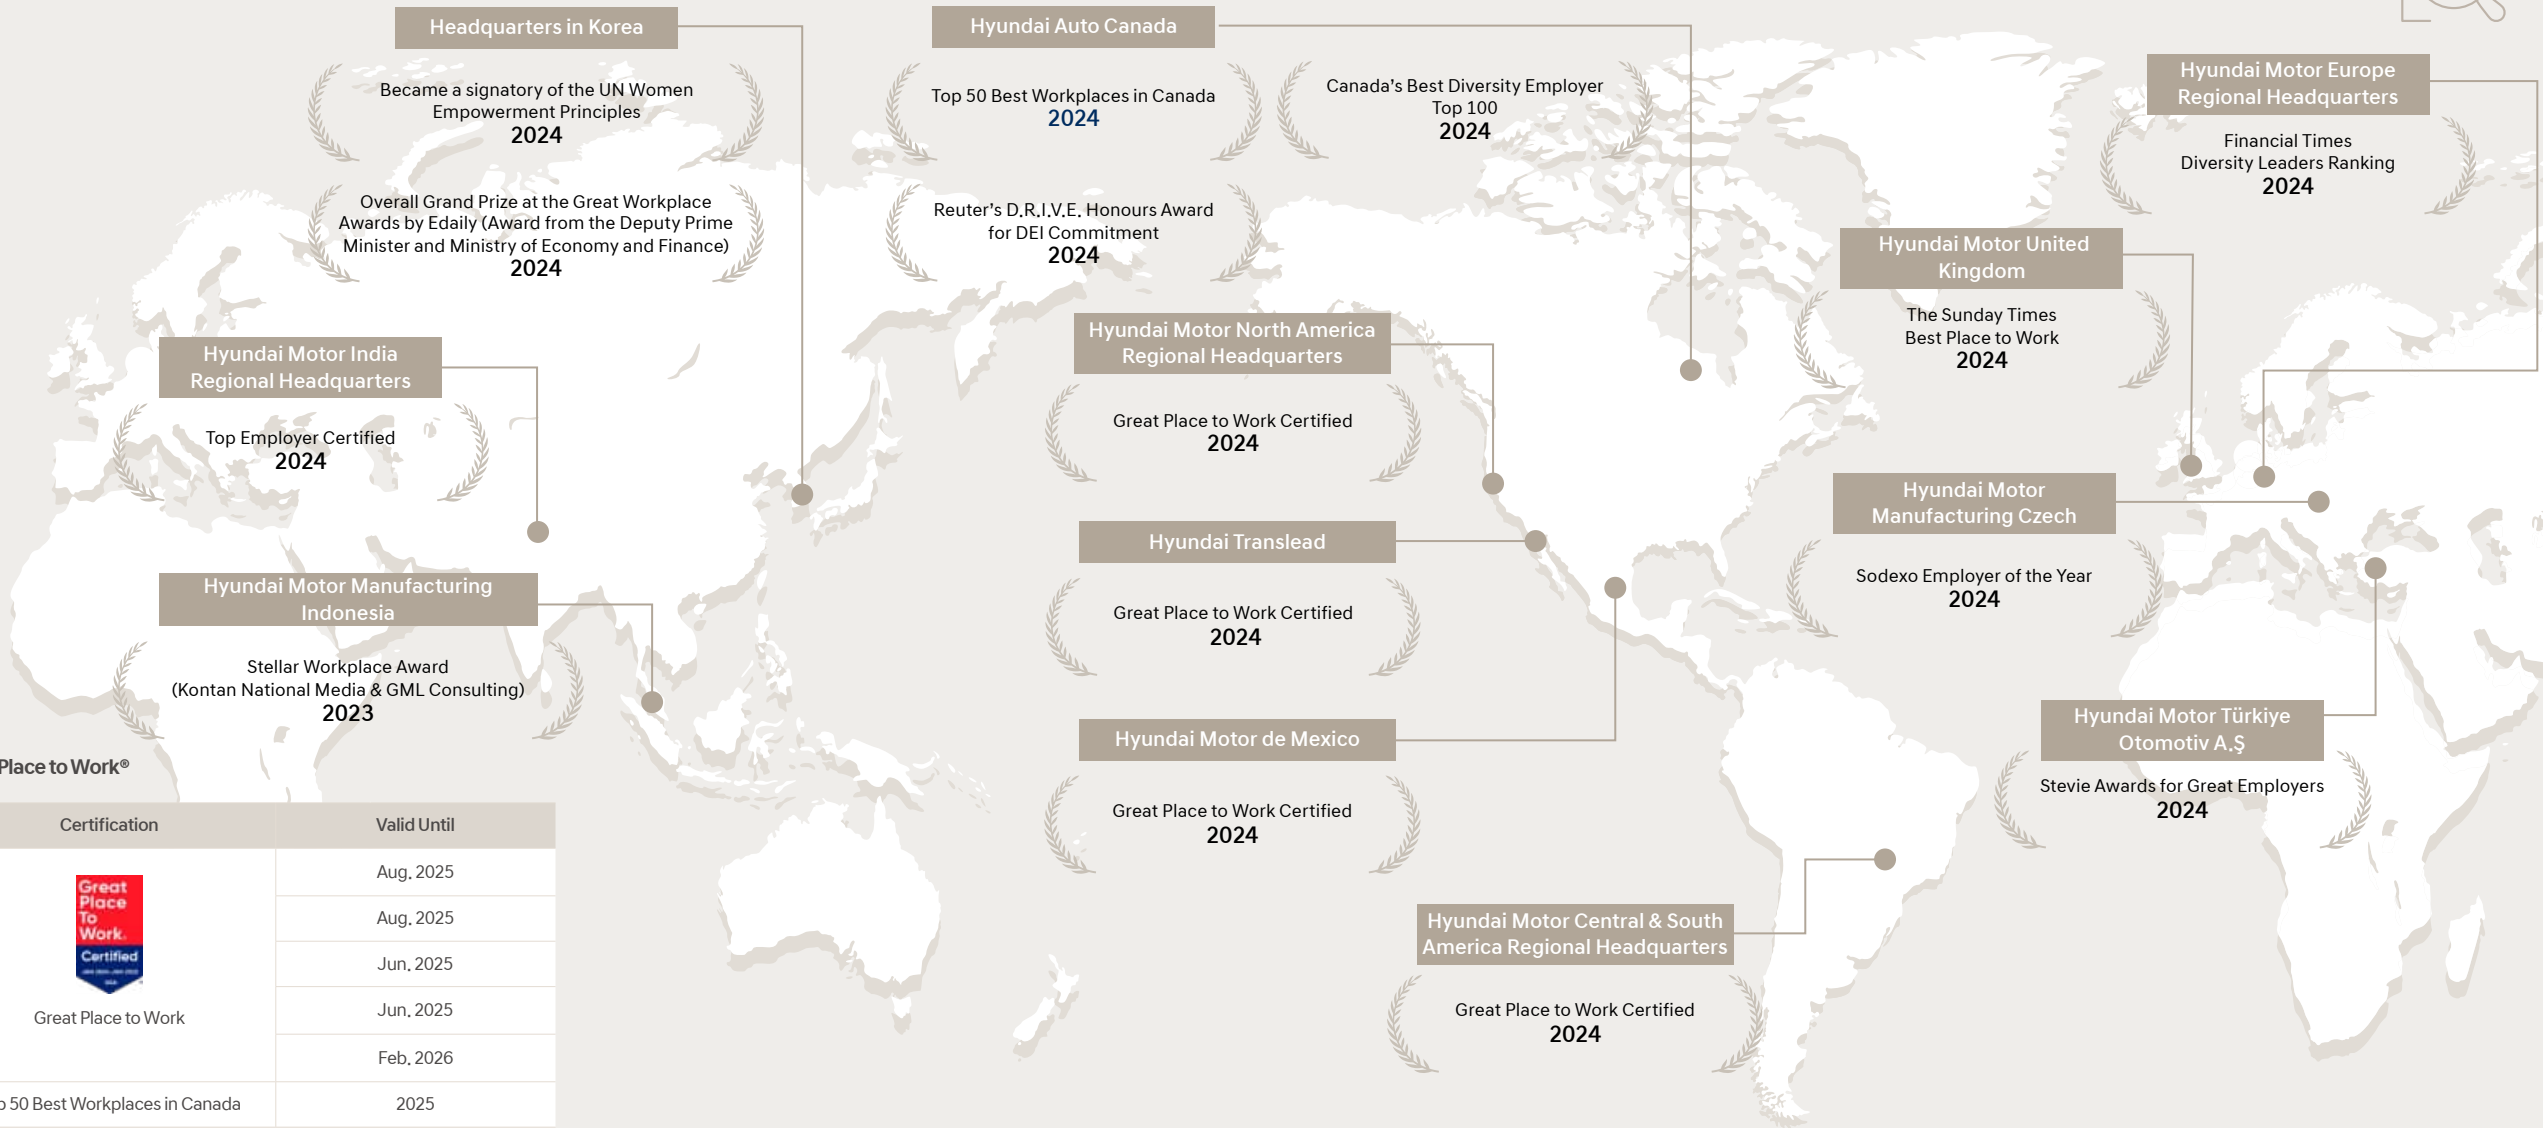 Headquarters in Korea
Became a signatory of the UN Women
Empowerment Principles
2024
Overall Grand Prize at the Great Workplace
Awards by Edaily (Award from the Deputy Prime
Minister and Ministry of Economy and Finance)
2024
Hyundai Auto Canada
Top 50 Best Workplaces in Canada
2024
Canada's Best Diversity Employer
Top 100
2024
Reuter's D.R.I.V.E. Honours Award
for DEI Commitment
2024
Hyundai Motor Europe
Regional Headquarters
Financial Times
Diversity Leaders Ranking
2024
Hyundai Motor United
Kingdom
The Sunday Times
Best Place to Work
2024
Hyundai Motor India
Regional Headquarters
Top Employer Certified
2024
Hyundai Motor North America
Regional Headquarters
Great Place to Work Certified
2024
Hyundai Motor
Manufacturing Czech
Sodexo Employer of the Year
2024
Hyundai Translead
Great Place to Work Certified
2024
Hyundai Motor Manufacturing
Indonesia
Stellar Workplace Award
(Kontan National Media & GML Consulting)
2023
Hyundai Motor de Mexico
Great Place to Work Certified
2024
Hyundai Motor Türkiye
Otomotiv A.Ş
Stevie Awards for Great Employers
2024
Hyundai Motor Central & South
America Regional Headquarters
Great Place to Work Certified
2024
Place to Work®
Certification
Valid Until
Great
Place
To
Work.
Certified
Great Place to Work
Aug. 2025
Aug. 2025
Jun. 2025
Jun. 2025
Feb. 2026
50 Best Workplaces in Canada
2025